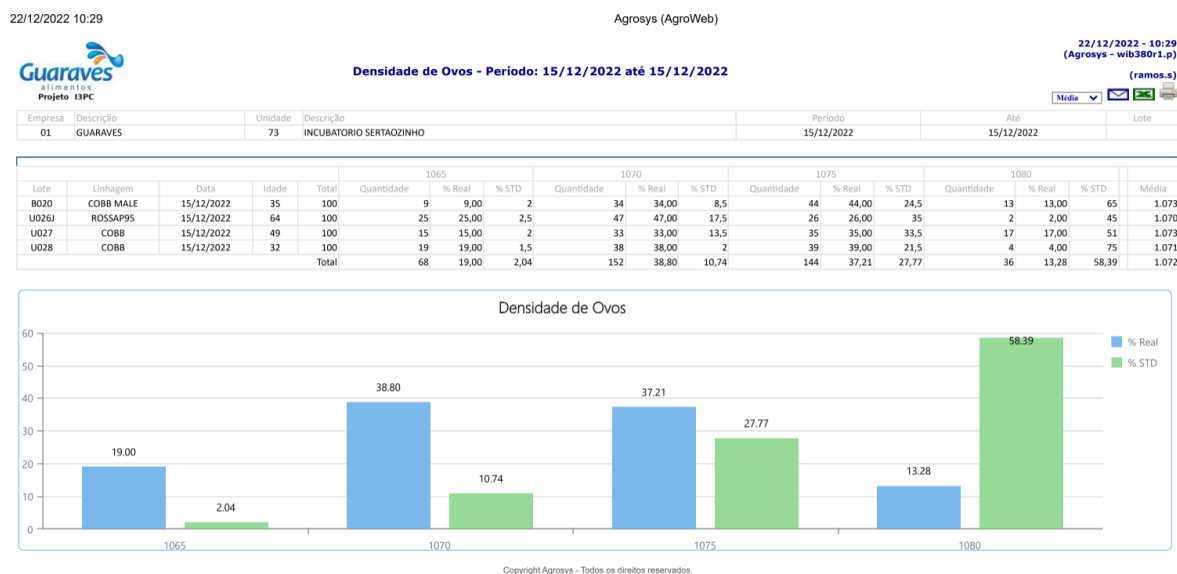 22/12/2022 10:29 Agrosys (AgroWeb)
22/12/2022 - 10:29
(Agrosys - wib380r1.p)
Guaraves
alimentos
Projeto I3PC
Densidade de Ovos - Período: 15/12/2022 até 15/12/2022
(ramos.s)
Média
Empresa Descrição Unidade Descrição Período Até Lote
01 GUARAVES 73 INCUBATORIO SERTAOZINHO 15/12/2022 15/12/2022
1065 1070 1075 1080
Lote Linhagem Data Idade Total Quantidade % Real % STD Quantidade % Real % STD Quantidade % Real % STD Quantidade % Real % STD Média
B020 COBB MALE 15/12/2022 35 100 9 9,00 2 34 34,00 8,5 44 44,00 24,5 13 13,00 65 1.073
U026J ROSSAP95 15/12/2022 64 100 25 25,00 2,5 47 47,00 17,5 26 26,00 35 2 2,00 45 1.070
U027 COBB 15/12/2022 49 100 15 15,00 2 33 33,00 13,5 35 35,00 33,5 17 17,00 51 1.073
U028 COBB 15/12/2022 32 100 19 19,00 1,5 38 38,00 2 39 39,00 21,5 4 4,00 75 1.071
Total 68 19,00 2,04 152 38,80 10,74 144 37,21 27,77 36 13,28 58,39 1.072
Densidade de Ovos
60
50
40
30
20
10
0
19.00
2.04
38.80
10.74
37.21
27.77
13.28
58.39
% Real
% STD
1065 1070 1075 1080
Copyright Agrosys - Todos os direitos reservados.